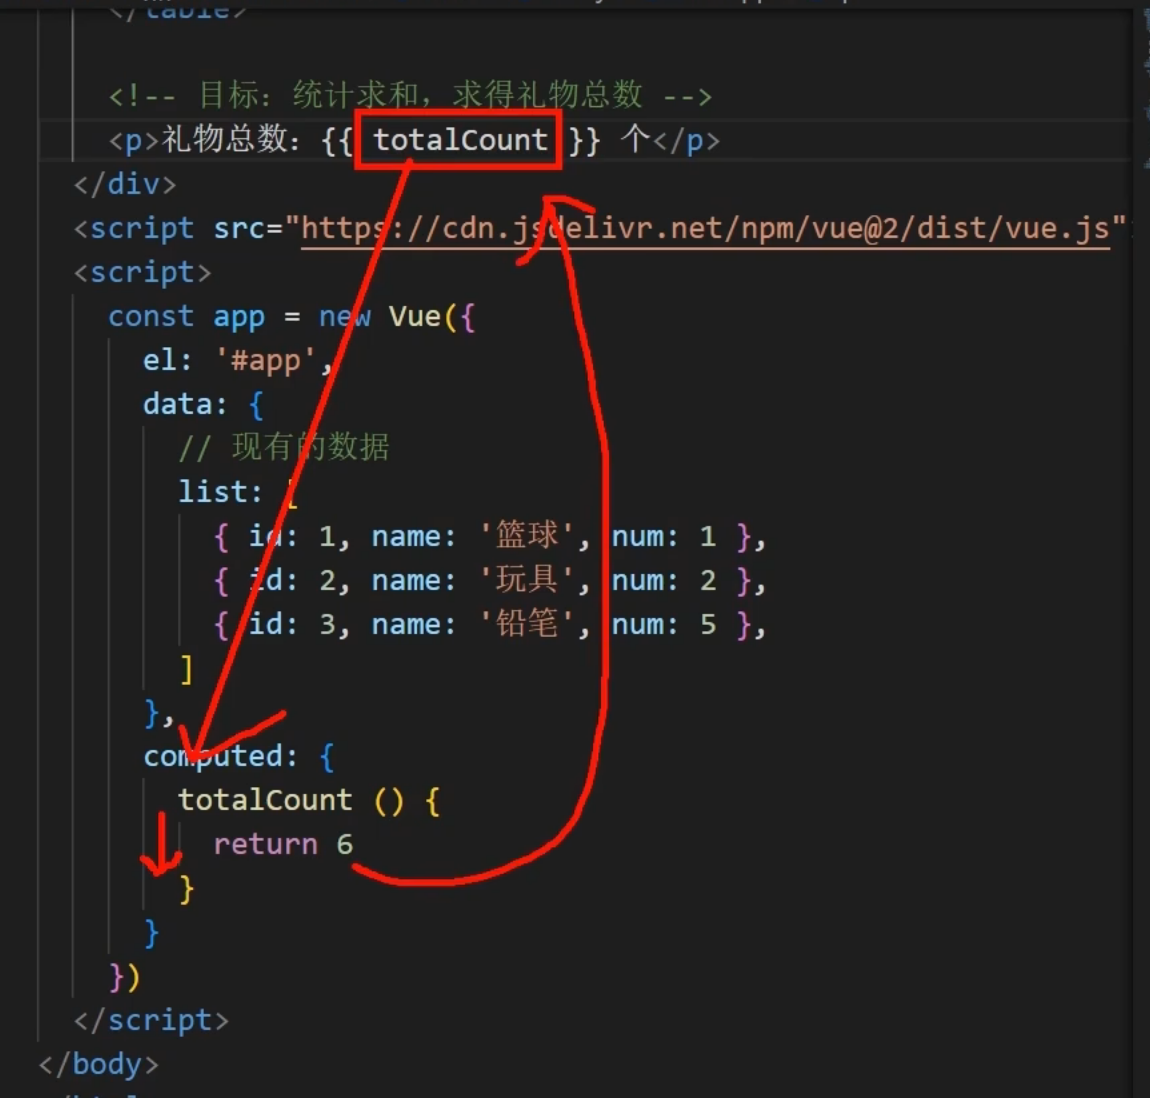 </table>
<!-- 目标：统计求和，求得礼物总数 -->
<p>礼物总数：{{ totalCount }} 个</p>
</div>
<script src="https://cdn.jsdelivr.net/npm/vue@2/dist/vue.js"
<script>
const app = new Vue({
el: '#app',
data: {
// 现有的数据
list: [
{ id: 1, name: '篮球', num: 1 },
{ id: 2, name: '玩具', num: 2 },
{ id: 3, name: '铅笔', num: 5 },
]
},
computed: {
totalCount () {
return 6
}
}
})
</script>
</body>